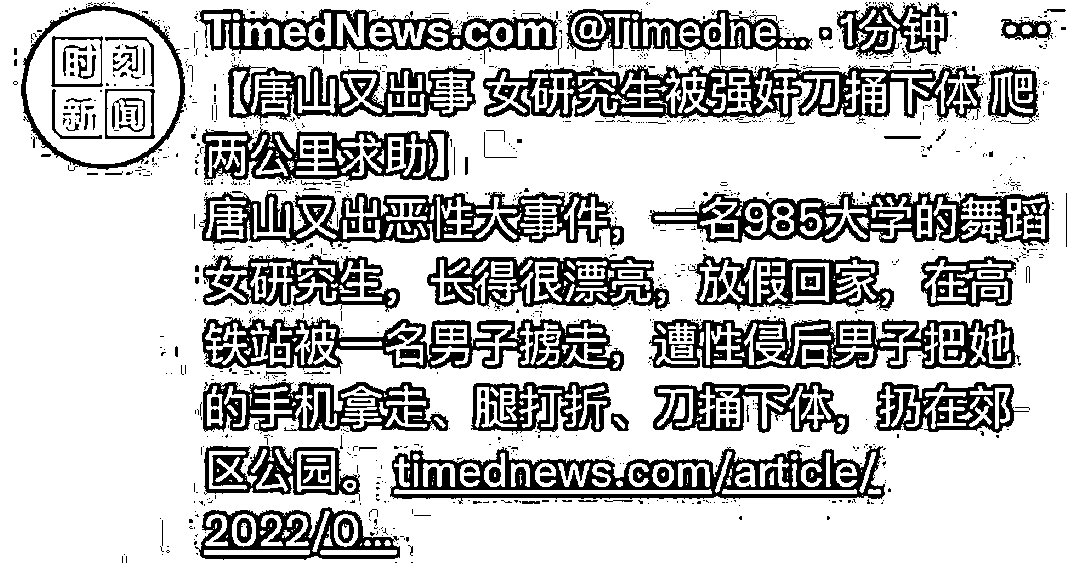 时刻
新闻
TimedNews.com @Timedne... · 1分钟
【唐山又出事 女研究生被强奸刀捅下体 爬
两公里求助】
唐山又出恶性大事件，一名985大学的舞蹈
女研究生，长得很漂亮，放假回家，在高
铁站被一名男子掳走，遭性侵后男子把她
的手机拿走、腿打折、刀捅下体，扔在郊
区公园。timednews.com/article/
2022/0...